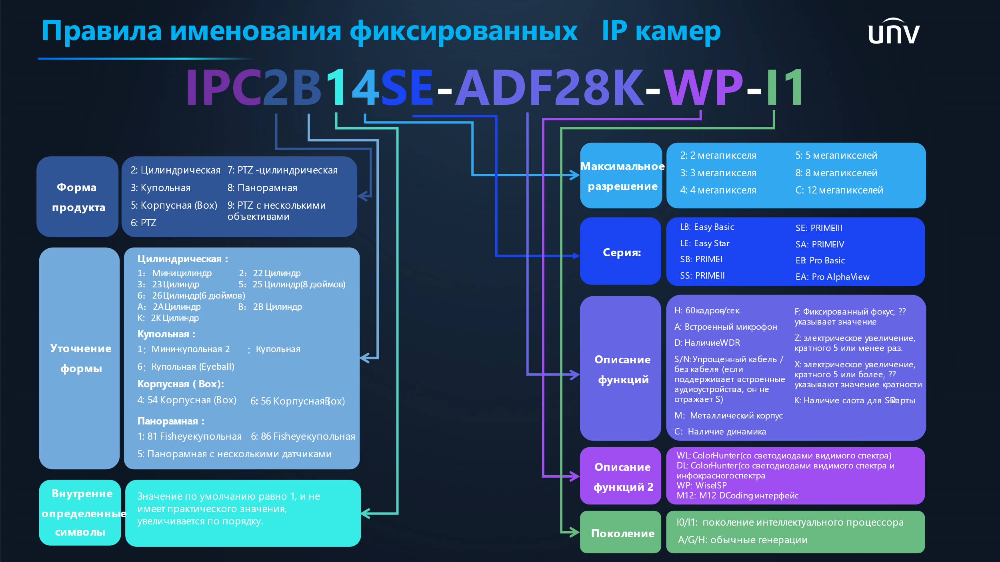 Правила именования фиксированных IP камер
unv
IPC2B14SE-ADF28K-WP-I1
Форма
продукта
2: Цилиндрическая
3: Купольная
5: Корпусная (Box)
6: PTZ
7: PTZ -цилиндрическая
8: Панорамная
9: PTZ с несколькими
объективами
Уточнение
формы
Цилиндрическая :
1： Миницилиндр 2： 22 Цилиндр
3： 23 Цилиндр 5： 25 Цилиндр(8 дюймов)
6： 26 Цилиндр(6 дюймов)
A： 2A Цилиндр B： 2B Цилиндр
K: 2K Цилиндр
Купольная :
1： Мини-купольная 2 ： Купольная
6： Купольная (Eyeball)
Корпусная ( Box):
4: 54 Корпусная (Box) 6: 56 Корпусная(Box)
Панорамная :
1: 81 Fisheyeкупольная 6: 86 Fisheyeкупольная
5: Панорамная с несколькими датчиками
Внутренне
определенные
символы
Значение по умолчанию равно 1, и не
имеет практического значения,
увеличивается по порядку.
Максимальное
разрешение
2: 2 мегапикселя
3: 3 мегапикселя
4: 4 мегапикселя
5: 5 мегапикселей
8: 8 мегапикселей
C: 12 мегапикселей
Серия:
LB: Easy Basic
LE: Easy Star
SB: PRIME-I
SS: PRIME-II
SE: PRIME-III
SA: PRIME-IV
EB: Pro Basic
EA: Pro AlphaView
Описание
функций
H: 60 кадров/сек.
A: Встроенный микрофон
D: Наличие WDR
S/N: Упрощенный кабель /
без кабеля (если
поддерживает встроенные
аудиоустройства, он не
отражает S)
M： Металлический корпус
C： Наличие динамика
F: Фиксированный фокус, ??
указывает значение
Z: электрическое увеличение,
кратного 5 или менее раз.
X: электрическое увеличение,
кратного 5 или более, ??
указывают значение кратности
K: Наличие слота для SD-карты
Описание
функций 2
WL: ColorHunter (со светодиодами видимого спектра)
DL: ColorHunter (со светодиодами видимого спектра и
инфокрасного спектра
WP: WiseISP
M12: M12 D-Coding интерфейс
Поколение
I0/I1: поколение интеллектуального процессора
A/G/H: обычные генерации